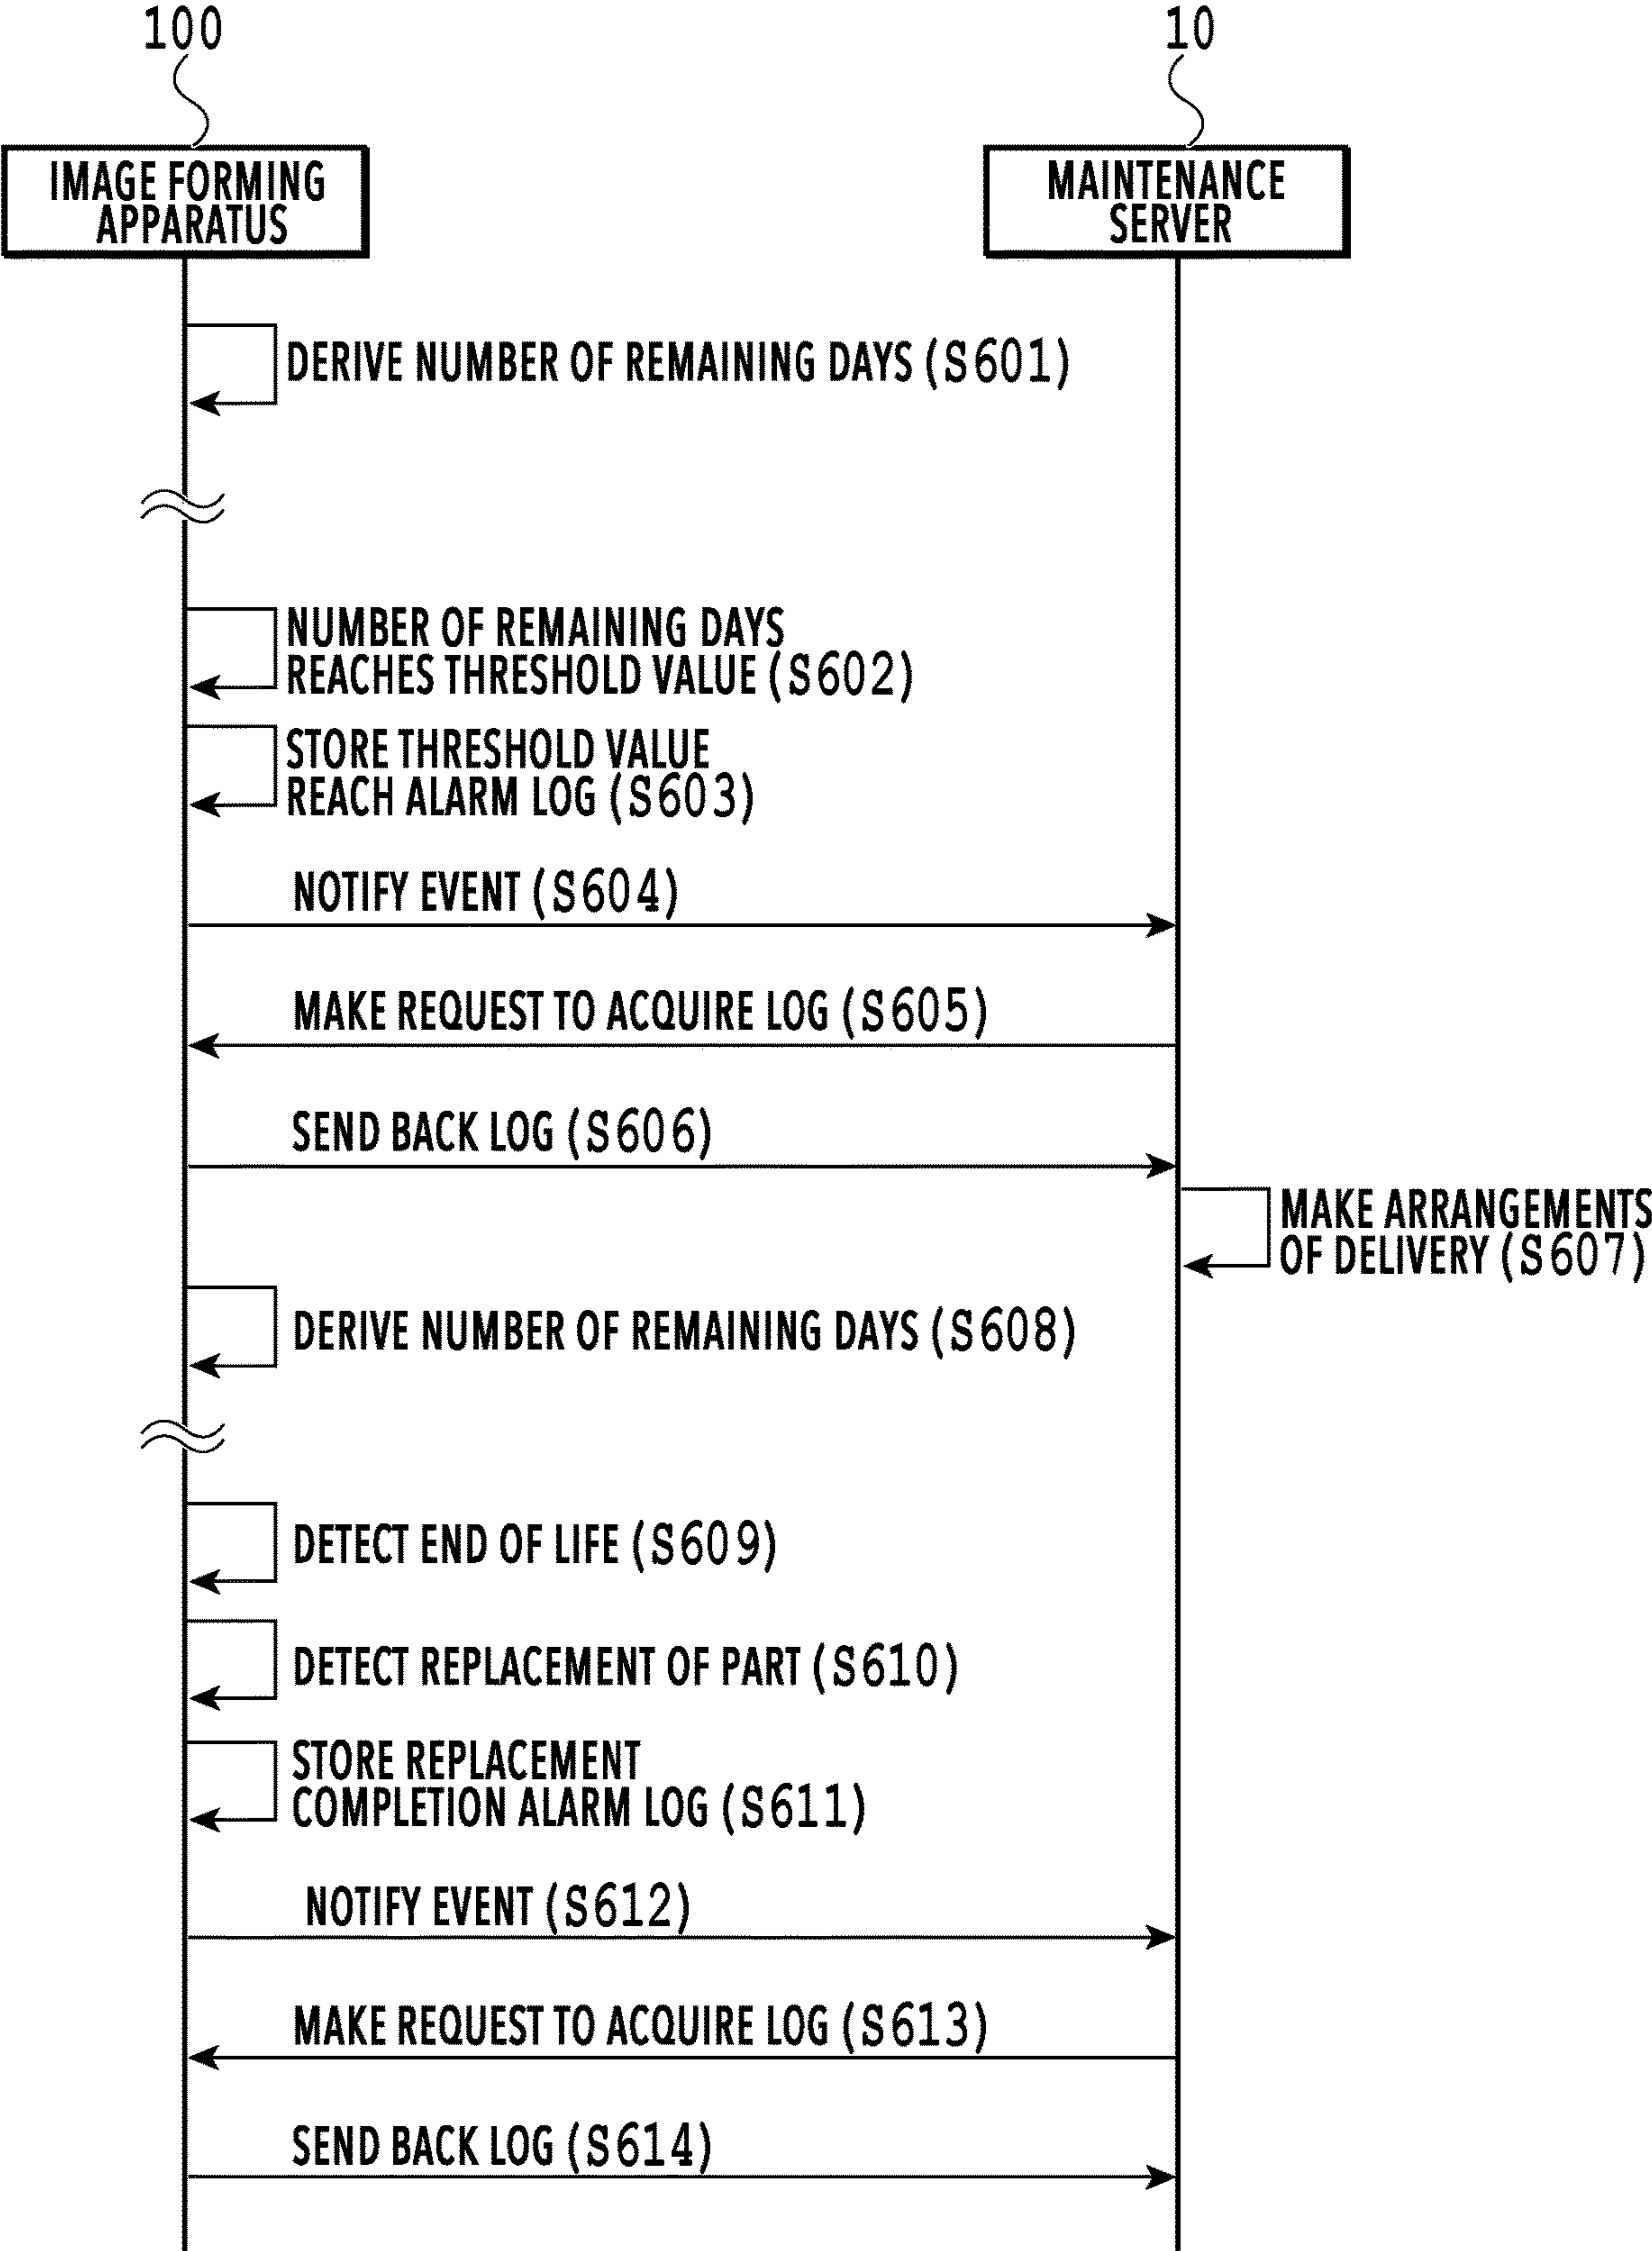 100
10
IMAGE FORMING
APPARATUS
MAINTENANCE
SERVER
DERIVE NUMBER OF REMAINING DAYS (S601)
NUMBER OF REMAINING DAYS
REACHES THRESHOLD VALUE (S602)
STORE THRESHOLD VALUE
REACH ALARM LOG (S603)
NOTIFY EVENT (S604)
MAKE REQUEST TO ACQUIRE LOG (S605)
SEND BACK LOG (S606)
MAKE ARRANGEMENTS
OF DELIVERY (S607)
DERIVE NUMBER OF REMAINING DAYS (S608)
DETECT END OF LIFE (S609)
DETECT REPLACEMENT OF PART (S610)
STORE REPLACEMENT
COMPLETION ALARM LOG (S611)
NOTIFY EVENT (S612)
MAKE REQUEST TO ACQUIRE LOG (S613)
SEND BACK LOG (S614)